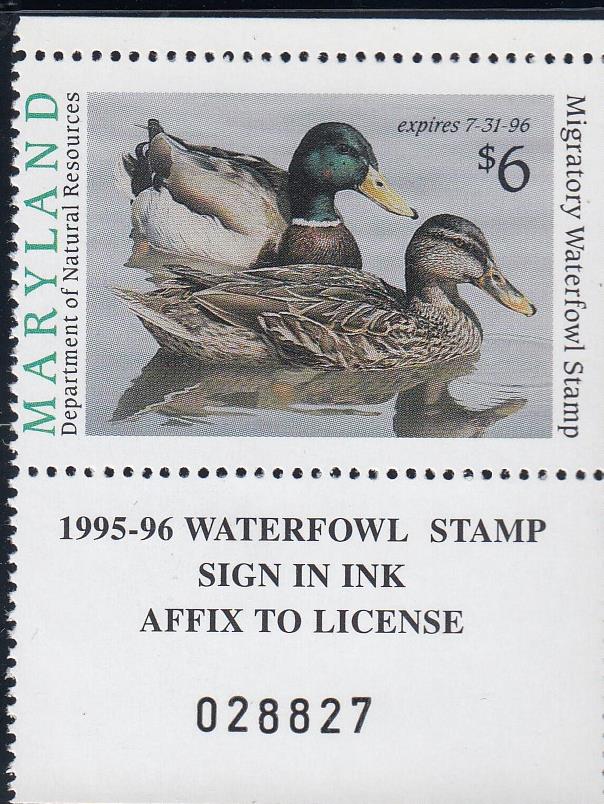 MARYLAND
Department of Natural Resources
expires 7-31-96
$6
Migratory Waterfowl Stamp
1995-96 WATERFOWL STAMP
SIGN IN INK
AFFIX TO LICENSE
028827